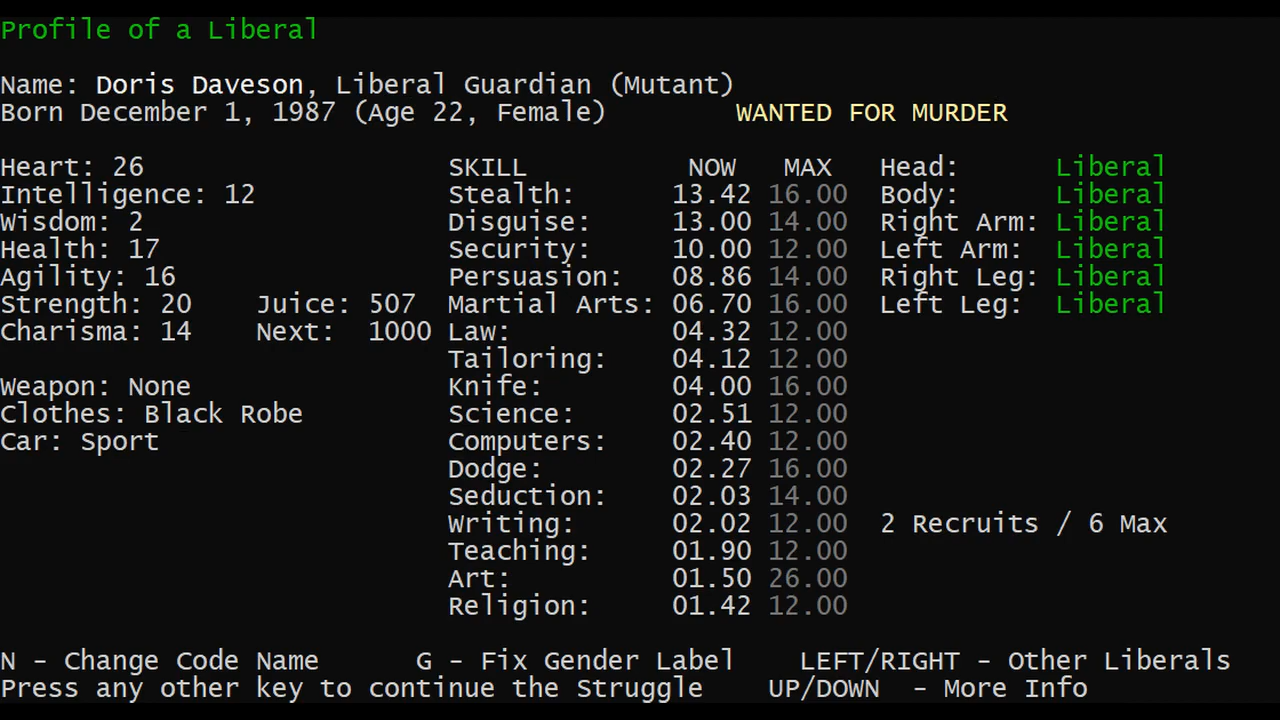 Profile of a Liberal
Name: Doris Daveson, Liberal Guardian (Mutant)
Born December 1, 1987 (Age 22, Female) WANTED FOR MURDER
Heart: 26 SKILL NOW MAX Head: Liberal
Intelligence: 12 Stealth: 13.42 16.00 Body: Liberal
Wisdom: 2 Disguise: 13.00 14.00 Right Arm: Liberal
Health: 17 Security: 10.00 12.00 Left Arm: Liberal
Agility: 16 Persuasion: 08.86 14.00 Right Leg: Liberal
Strength: 20 Juice: 507 Martial Arts: 06.70 16.00 Left Leg: Liberal
Charisma: 14 Next: 1000 Law: 04.32 12.00
Tailoring: 04.12 12.00
Weapon: None Knife: 04.00 16.00
Clothes: Black Robe Science: 02.51 12.00
Car: Sport Computers: 02.40 12.00
Dodge: 02.27 16.00
Seduction: 02.03 14.00
Writing: 02.02 12.00 2 Recruits / 6 Max
Teaching: 01.90 12.00
Art: 01.50 26.00
Religion: 01.42 12.00
N - Change Code Name G - Fix Gender Label LEFT/RIGHT - Other Liberals
Press any other key to continue the Struggle UP/DOWN - More Info